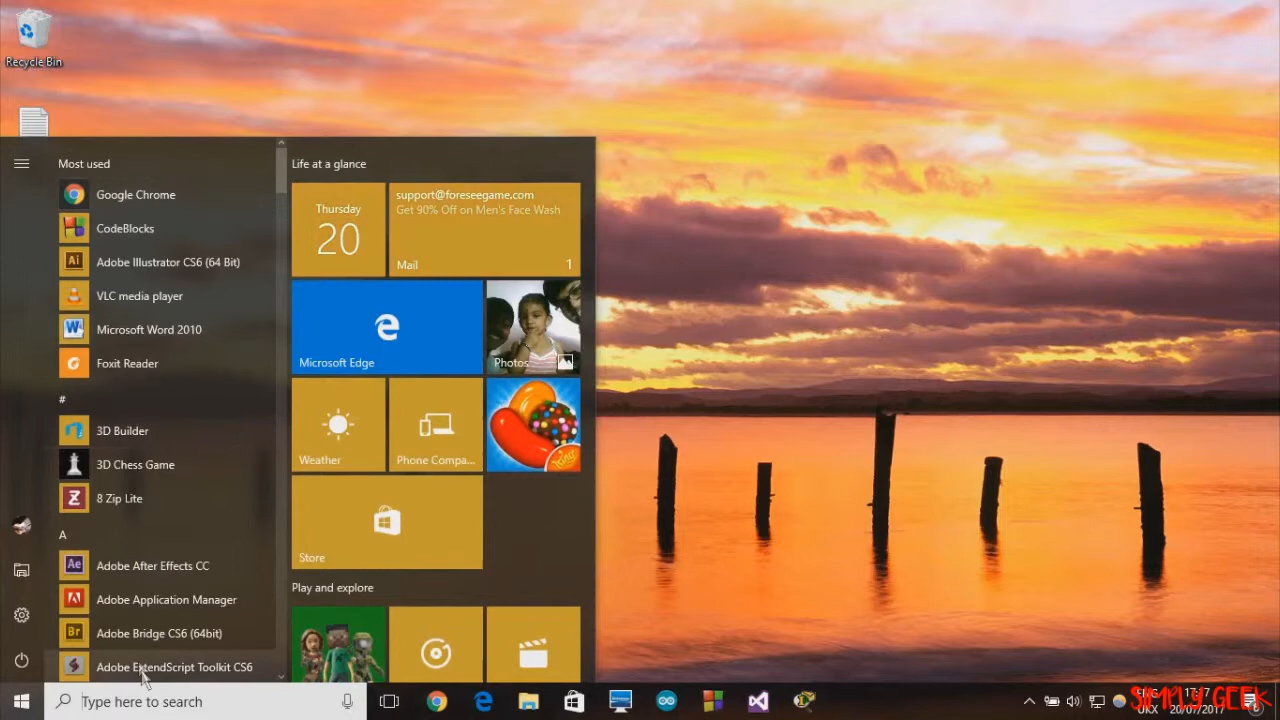 Recycle Bin
Most used
Google Chrome
CodeBlocks
Adobe Illustrator CS6 (64 Bit)
VLC media player
Microsoft Word 2010
Foxit Reader
#
3D Builder
3D Chess Game
8 Zip Lite
A
Adobe After Effects CC
Adobe Application Manager
Adobe Bridge CS6 (64bit)
Adobe ExtendScript Toolkit CS6
Life at a glance
Thursday
20
support@foreseegame.com
Get 90% Off on Men's Face Wash
Mail
1
Microsoft Edge
Photos
Weather
Phone Compa...
King
Store
Play and explore
Type here to search
UKX
20/07/2017
SIMPLY GEEK